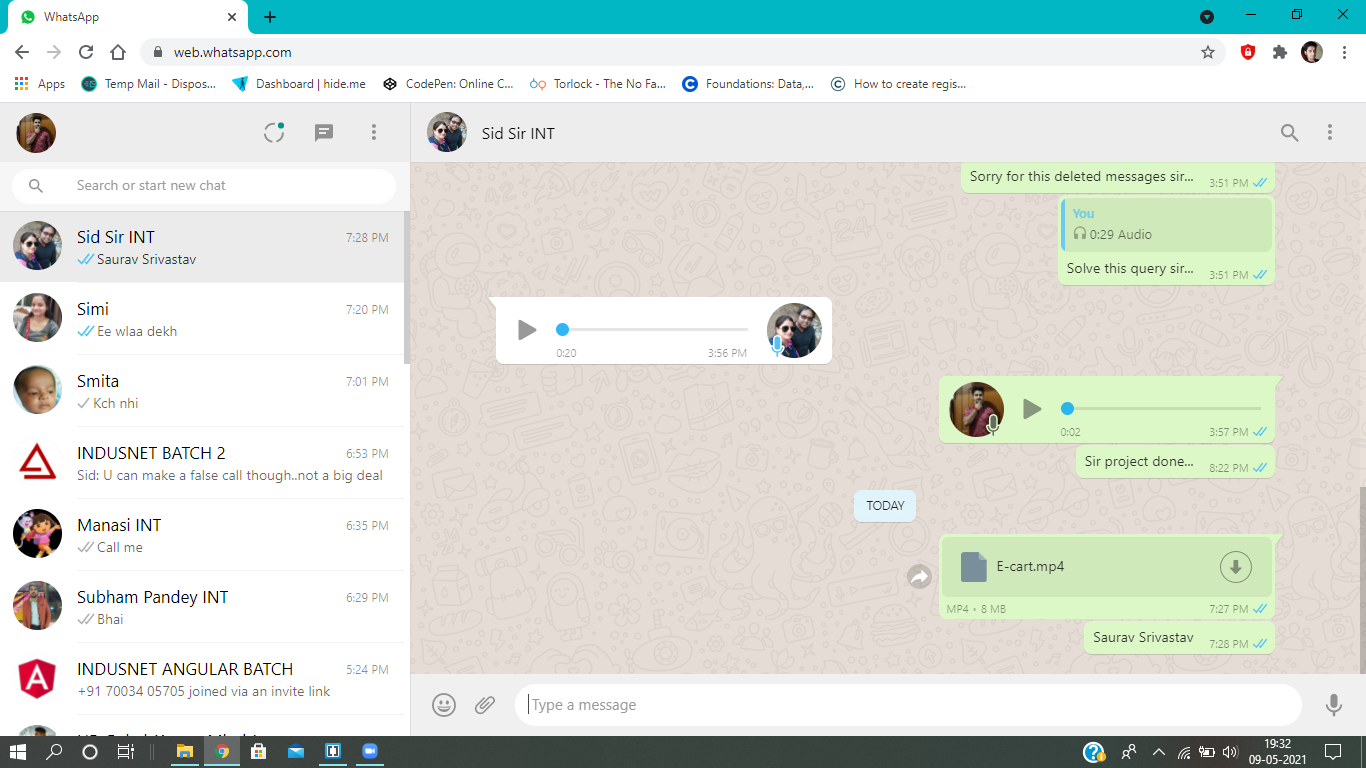 WhatsApp
web.whatsapp.com
Apps
Temp Mail - Dispos...
Dashboard | hide.me
CodePen: Online C...
Torlock - The No Fa...
Foundations: Data,...
How to create regis...
Search or start new chat
Sid Sir INT
7:28 PM
Saurav Srivastav
Simi
7:20 PM
Ee wlaa dekh
Smita
7:01 PM
Kch nhi
INDUSNET BATCH 2
6:53 PM
Sid: U can make a false call though..not a big deal
Manasi INT
6:35 PM
Call me
Subham Pandey INT
6:29 PM
Bhai
INDUSNET ANGULAR BATCH
5:24 PM
+91 70034 05705 joined via an invite link
Sid Sir INT
Sorry for this deleted messages sir...
3:51 PM
You
0:29 Audio
Solve this query sir...
3:51 PM
0:20
3:56 PM
0:02
3:57 PM
Sir project done...
8:22 PM
TODAY
E-cart.mp4
MP4 • 8 MB
7:27 PM
Saurav Srivastav
7:28 PM
Type a message
19:32
09-05-2021